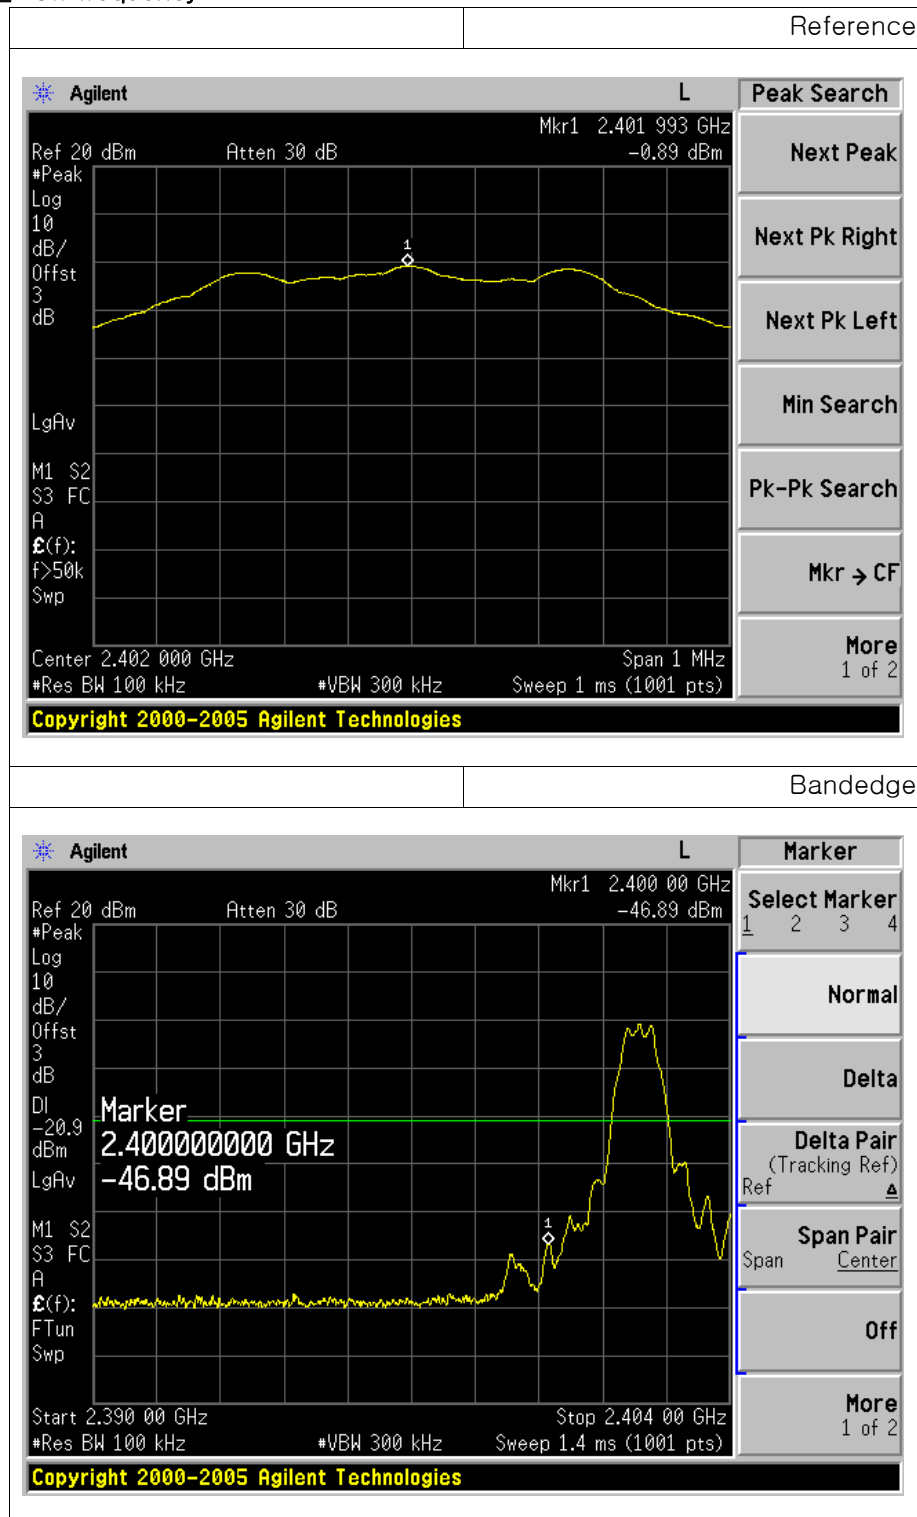 Reference
Agilent
L
Peak Search
Mkr1 2.401 993 GHz
Ref 20 dBm Atten 30 dB -0.89 dBm
Next Peak
#Peak
Log
10
dB/
Offst
3
dB
1
Next Pk Right
Next Pk Left
LgAv
Min Search
M1 S2
S3 FC
A
£(f):
f>50k
Swp
Pk-Pk Search
Mkr → CF
Center 2.402 000 GHz Span 1 MHz
#Res BW 100 kHz #VBW 300 kHz Sweep 1 ms (1001 pts)
More
1 of 2
Copyright 2000-2005 Agilent Technologies
Bandedge
Agilent
L
Marker
Mkr1 2.400 00 GHz
Ref 20 dBm Atten 30 dB -46.89 dBm
Select Marker
1 2 3 4
#Peak
Log
10
dB/
Offst
3
dB
DI
-20.9
dBm
LgAv
Normal
Delta
Marker
2.400000000 GHz
-46.89 dBm
Delta Pair
(Tracking Ref)
Ref Δ
1
M1 S2
S3 FC
A
£(f):
FTun
Swp
Span Pair
Span Center
Off
Start 2.390 00 GHz Stop 2.404 00 GHz
#Res BW 100 kHz #VBW 300 kHz Sweep 1.4 ms (1001 pts)
More
1 of 2
Copyright 2000-2005 Agilent Technologies